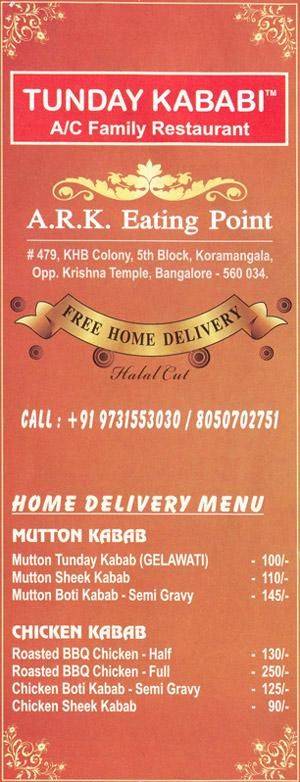 TUNDAY KABABI™
A/C Family Restaurant
A.R.K. Eating Point
# 479, KHB Colony, 5th Block, Koramangala,
Opp. Krishna Temple, Bangalore - 560 034.
FREE HOME DELIVERY
Halal Cut
CALL : +91 9731553030 / 8050702751
HOME DELIVERY MENU
MUTTON KABAB
Mutton Tunday Kabab (GELAWATI) - 100/-
Mutton Sheek Kabab - 110/-
Mutton Boti Kabab - Semi Gravy - 145/-
CHICKEN KABAB
Roasted BBQ Chicken - Half - 130/-
Roasted BBQ Chicken - Full - 250/-
Chicken Boti Kabab - Semi Gravy - 125/-
Chicken Sheek Kabab - 90/-